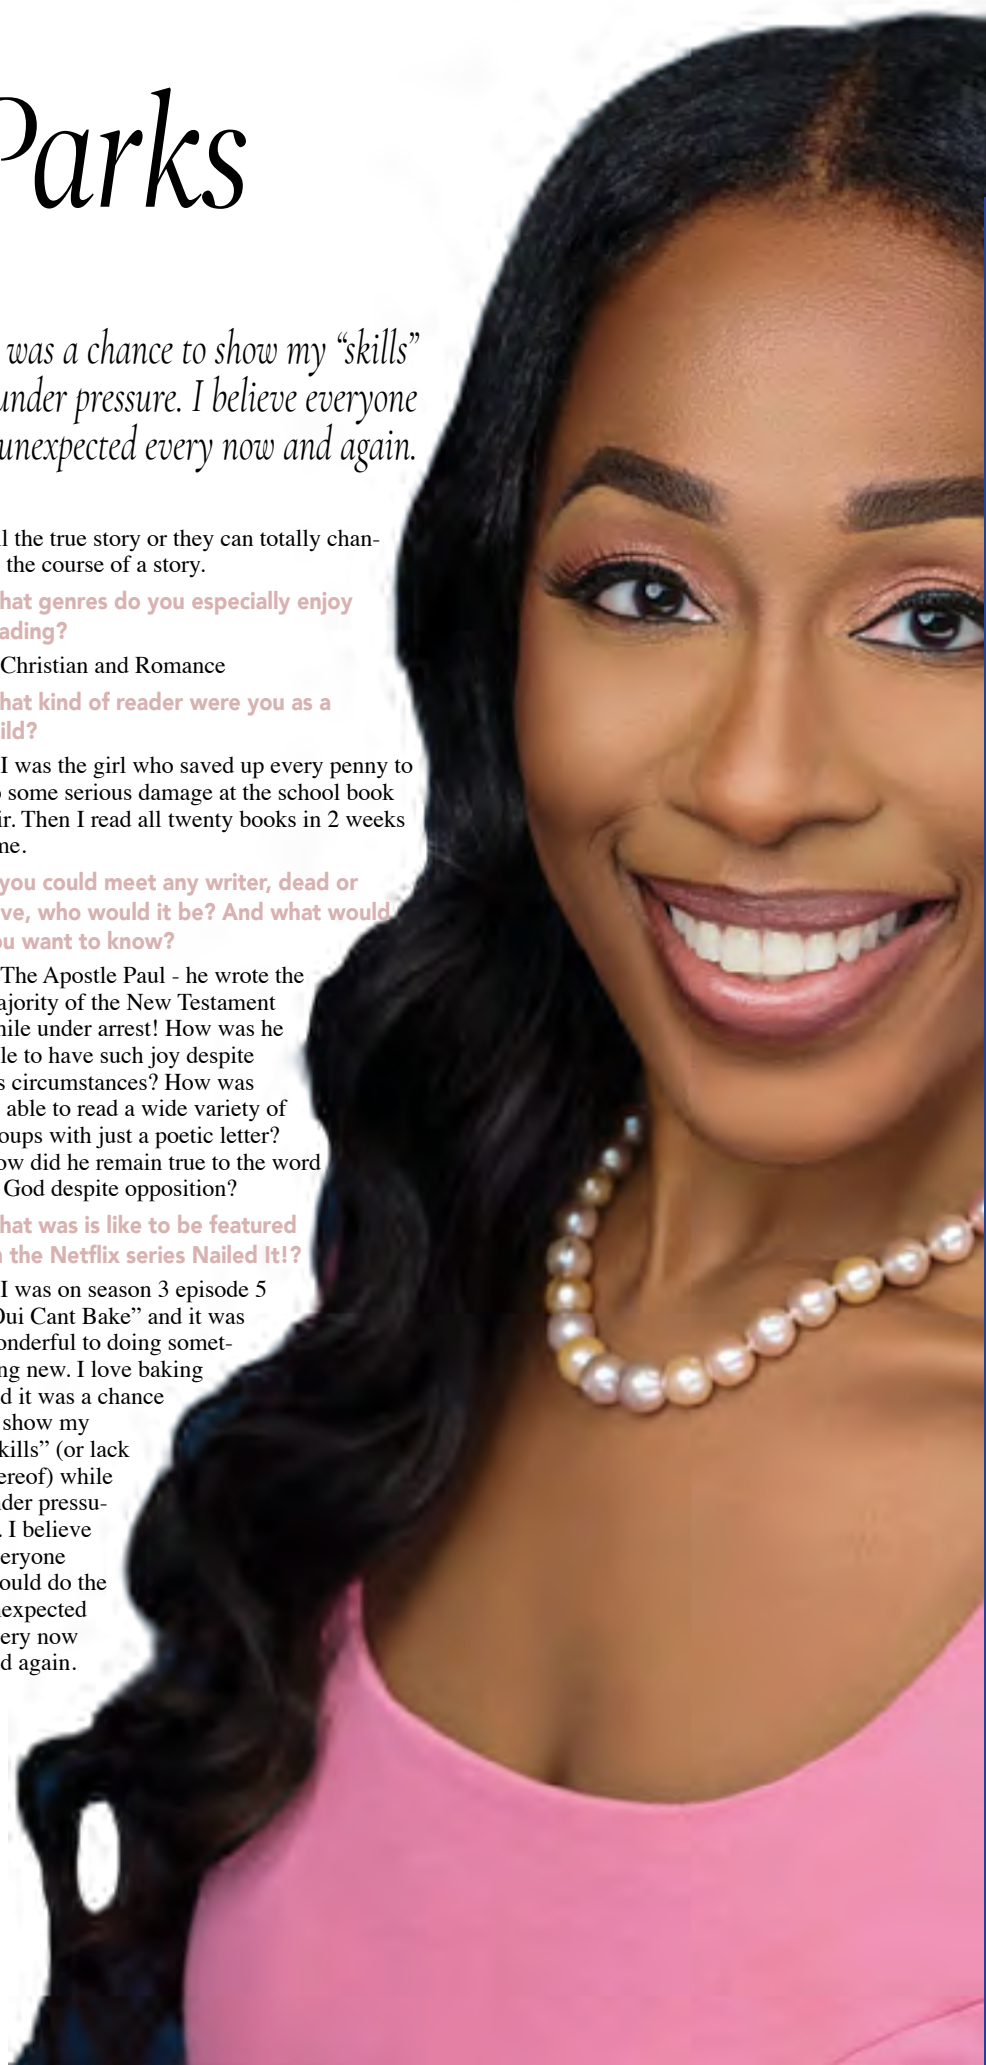 Parks
was a chance to show my “skills”
under pressure. I believe everyone
unexpected every now and again.
l the true story or they can totally chan-
the course of a story.
hat genres do you especially enjoy
ading?
Christian and Romance
hat kind of reader were you as a
ild?
I was the girl who saved up every penny to
o some serious damage at the school book
ir. Then I read all twenty books in 2 weeks
me.
you could meet any writer, dead or
ve, who would it be? And what would
ou want to know?
The Apostle Paul - he wrote the
ajority of the New Testament
hile under arrest! How was he
le to have such joy despite
s circumstances? How was
able to read a wide variety of
oups with just a poetic letter?
ow did he remain true to the word
God despite opposition?
hat was is like to be featured
n the Netflix series Nailed It!?
I was on season 3 episode 5
Oui Cant Bake” and it was
onderful to doing somet-
ng new. I love baking
d it was a chance
show my
kills” (or lack
ereof) while
der pressu-
. I believe
eryone
ould do the
expected
ery now
d again.